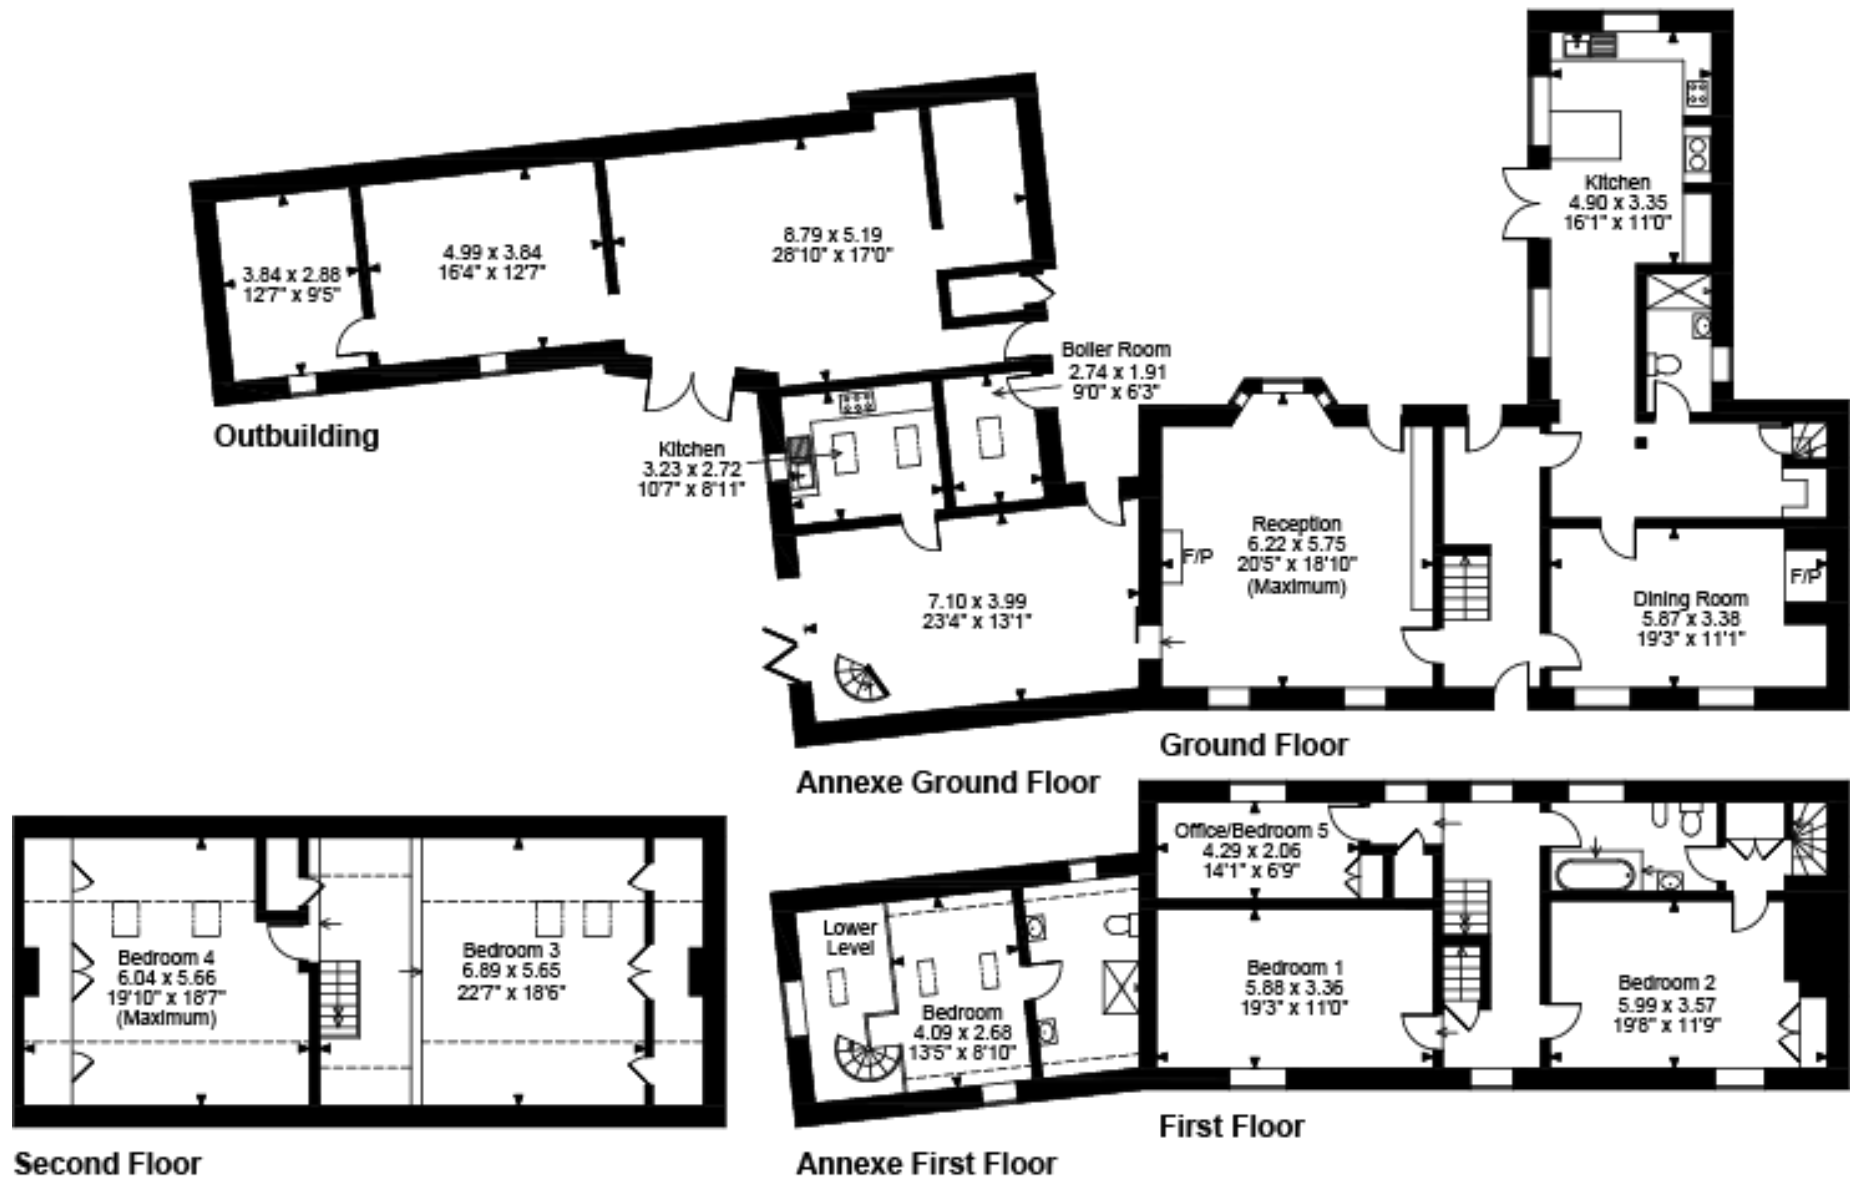 Kitchen
4.90 x 3.35
16'1" x 11'0"
8.79 x 5.19
28'10" x 17'0"
4.99 x 3.84
16'4" x 12'7"
3.84 x 2.88
12'7" x 9'5"
Boiler Room
2.74 x 1.91
9'0" x 6'3"
Outbuilding
Kitchen
3.23 x 2.72
10'7" x 8'11"
Reception
6.22 x 5.75
20'5" x 18'10"
(Maximum)
F/P
F/P
Dining Room
5.87 x 3.38
19'3" x 11'1"
7.10 x 3.99
23'4" x 13'1"
Ground Floor
Annexe Ground Floor
Office/Bedroom 5
4.29 x 2.06
14'1" x 6'9"
Lower
Level
Bedroom 4
6.04 x 5.66
19'10" x 18'7"
(Maximum)
Bedroom 3
6.89 x 5.65
22'7" x 18'6"
Bedroom
4.09 x 2.68
13'5" x 8'10"
Bedroom 1
5.88 x 3.36
19'3" x 11'0"
Bedroom 2
5.99 x 3.57
19'8" x 11'9"
First Floor
Second Floor
Annexe First Floor